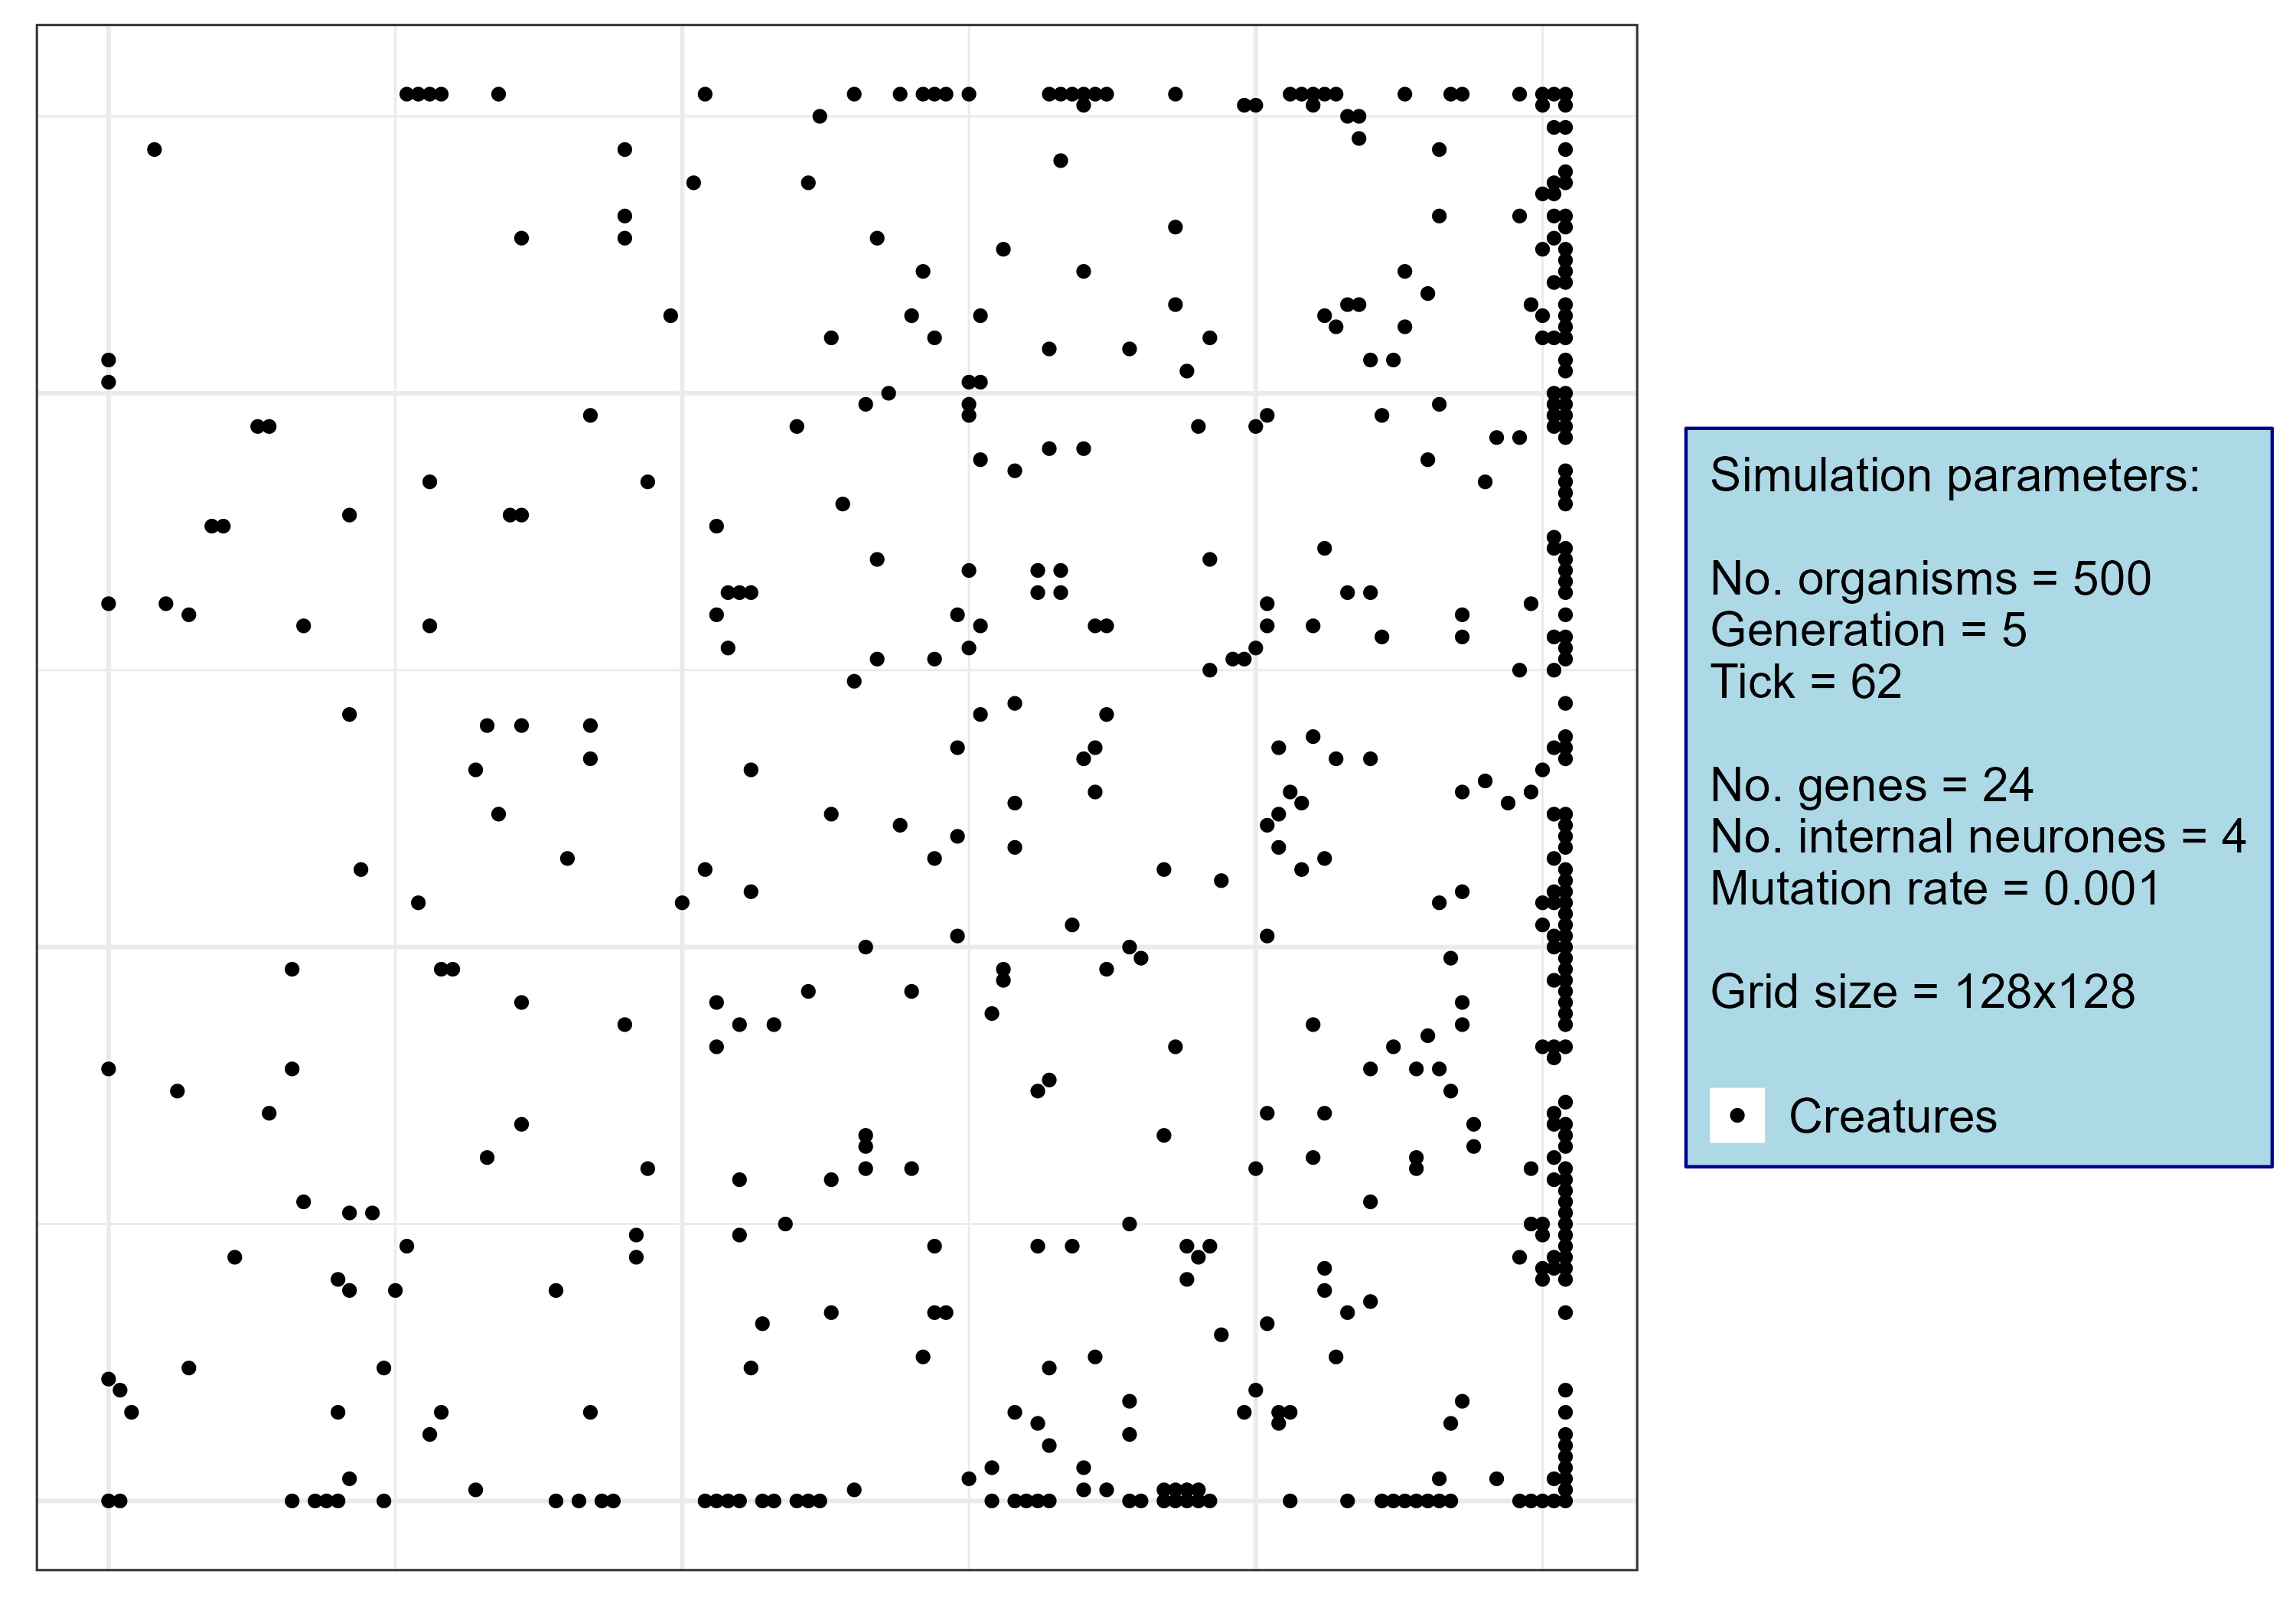 Simulation parameters:
No. organisms = 500
Generation = 5
Tick = 62
No. genes = 24
No. internal neurones = 4
Mutation rate = 0.001
Grid size = 128x128
Creatures